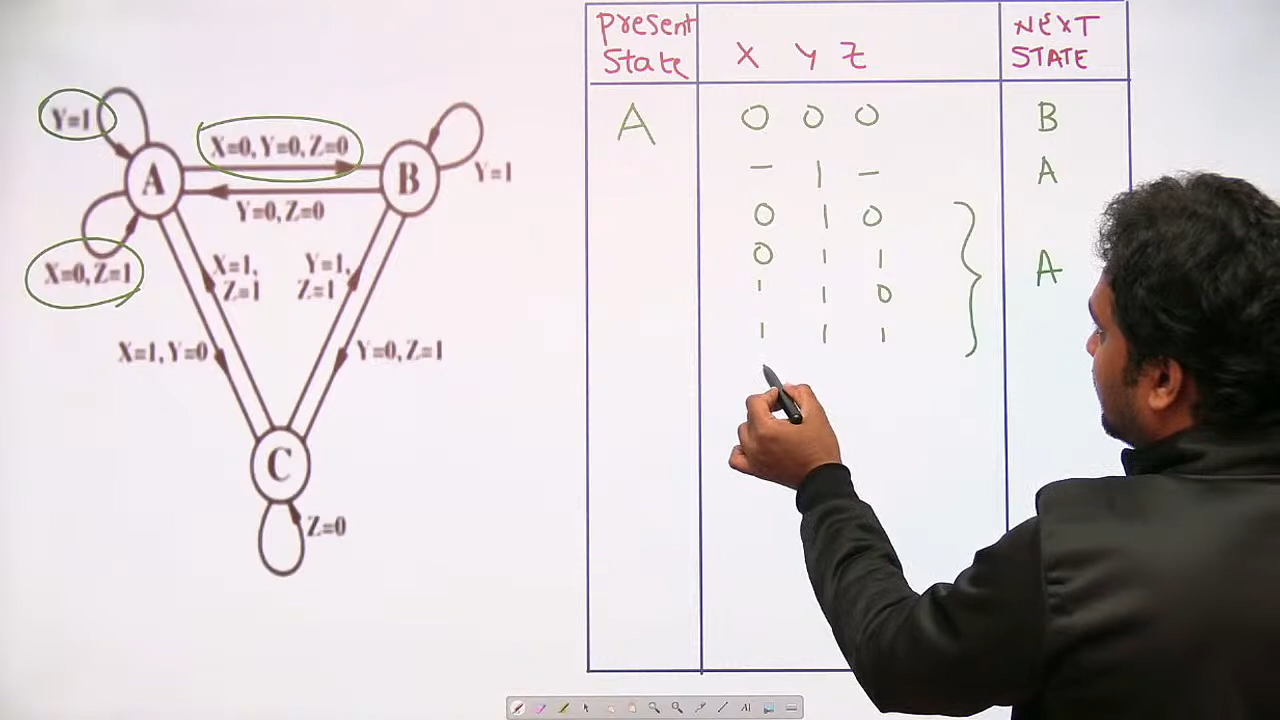 Y=1
X=0, Y=0, Z=0
A
B
Y=1
Y=0, Z=0
X=0, Z=1
X=1,
Z=1
Y=1,
Z=1
X=1, Y=0
Y=0, Z=1
C
Z=0
Present State
X Y Z
NEXT STATE
A 0 0 0 B
- 1 - A
0 1 0
0 1 1 A
1 1 0
1 1 1
AI